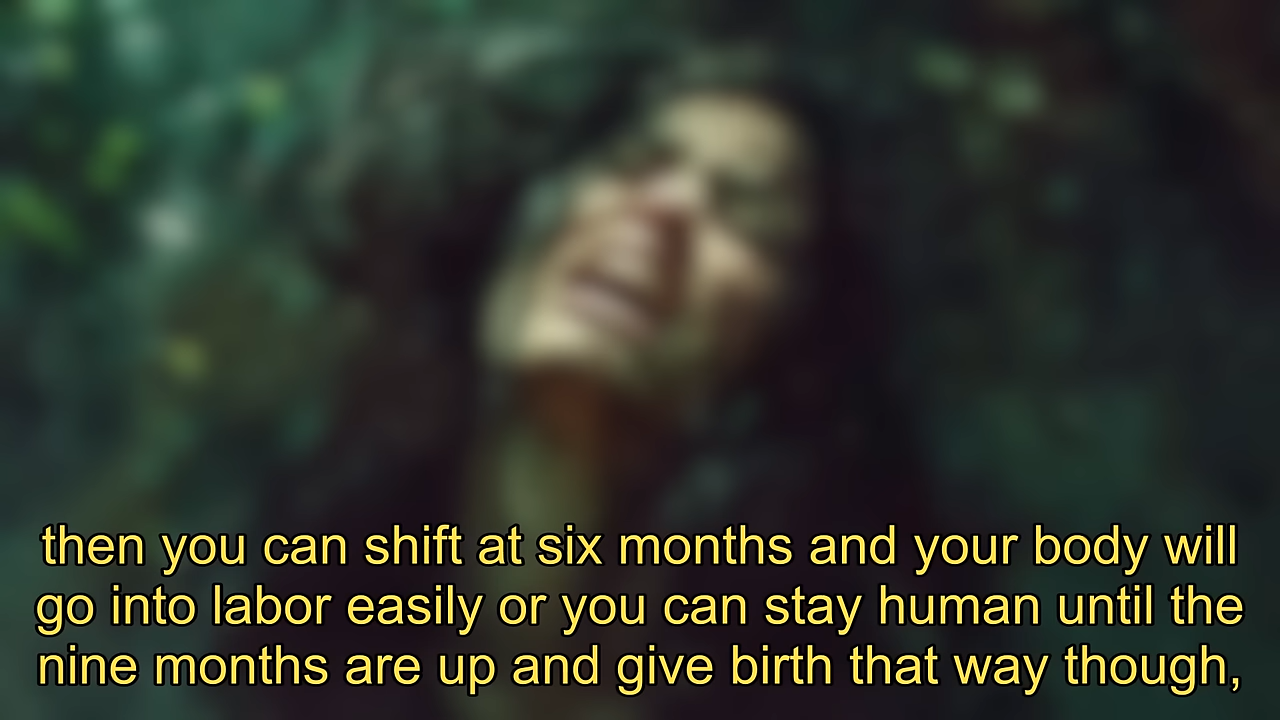 then you can shift at six months and your body will
go into labor easily or you can stay human until the
nine months are up and give birth that way though,